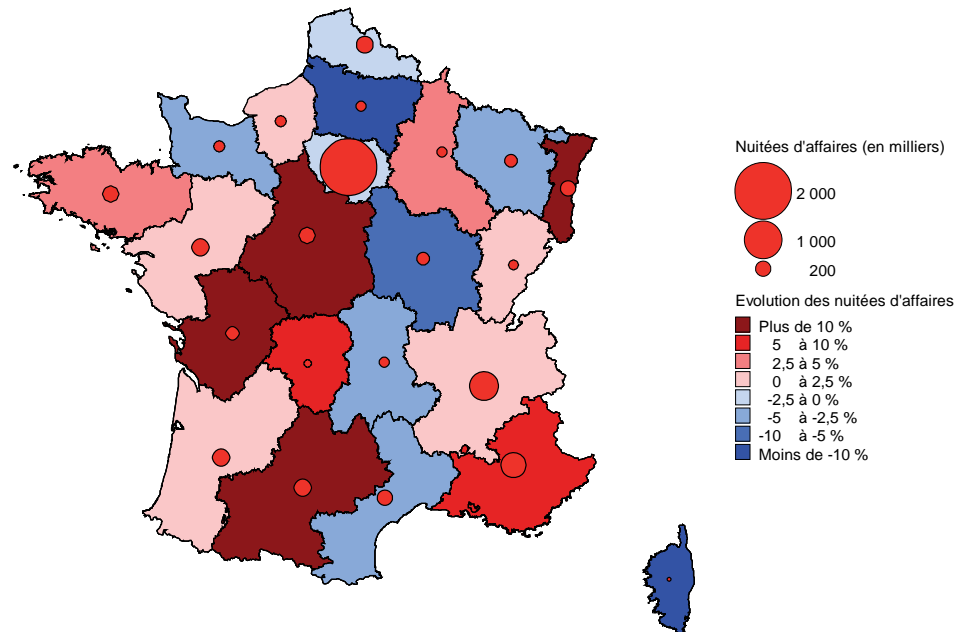 Nuitées d'affaires (en milliers)
2 000
1 000
200
Evolution des nuitées d'affaires
Plus de 10 %
5 à 10 %
2,5 à 5 %
0 à 2,5 %
-2,5 à 0 %
-5 à -2,5 %
-10 à -5 %
Moins de -10 %